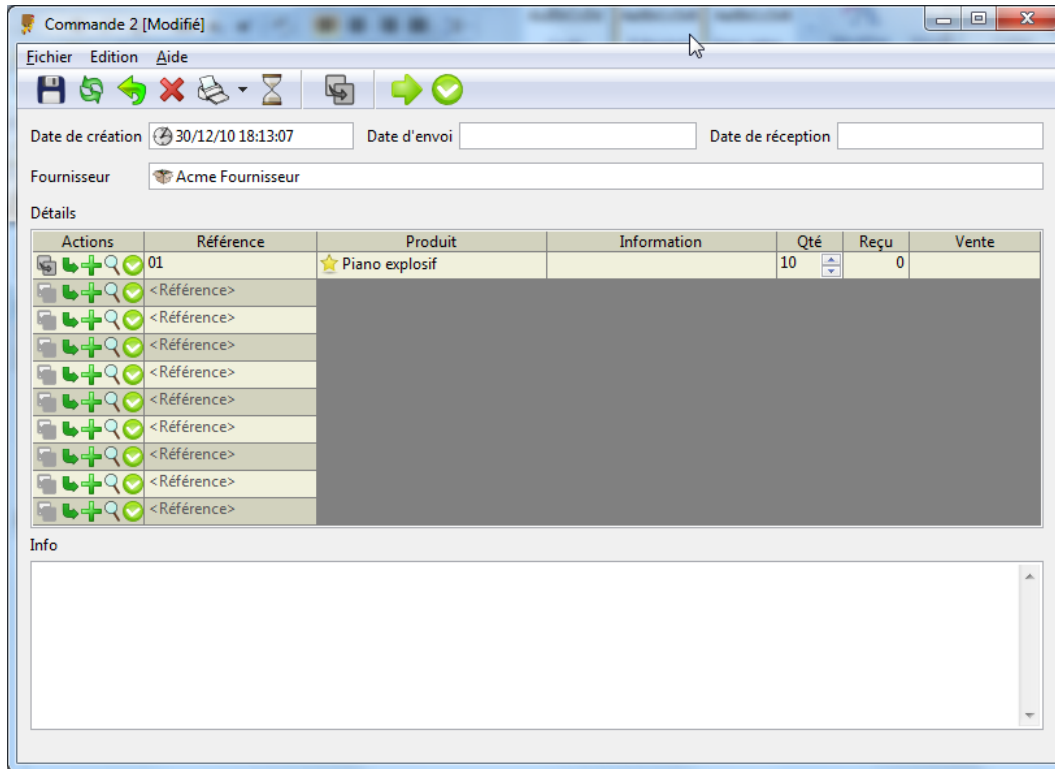 Commande 2 [Modifié]
Fichier Edition Aide
Date de création 30/12/10 18:13:07 Date d'envoi Date de réception
Fournisseur Acme Fournisseur
Détails
Actions Référence Produit Information Qté Reçu Vente
01 Piano explosif 10 0
<Référence>
<Référence>
<Référence>
<Référence>
<Référence>
<Référence>
<Référence>
<Référence>
<Référence>
Info